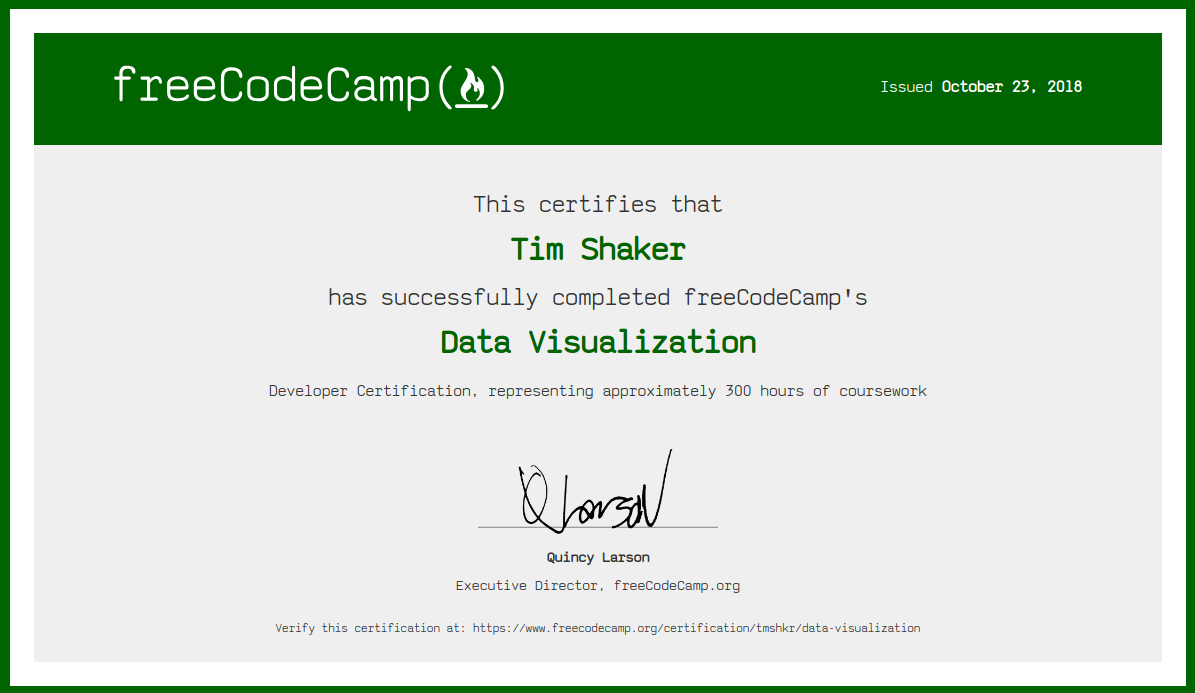 freeCodeCamp(🔥)
Issued October 23, 2018
This certifies that
Tim Shaker
has successfully completed freeCodeCamp's
Data Visualization
Developer Certification, representing approximately 300 hours of coursework
Q Larson
Quincy Larson
Executive Director, freeCodeCamp.org
Verify this certification at: https://www.freecodecamp.org/certification/tmshkr/data-visualization